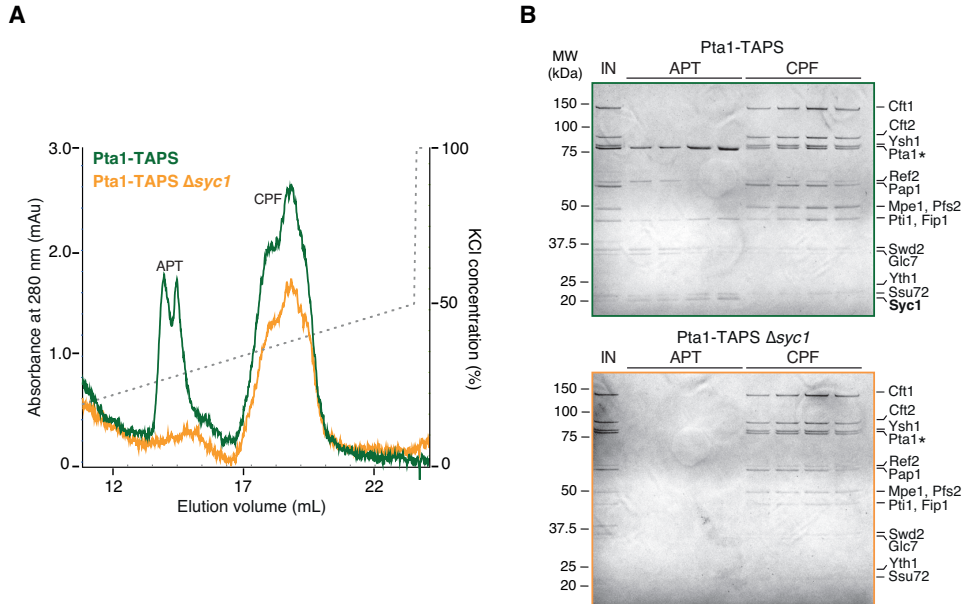 A
Pta1-TAPS
Pta1-TAPS Δsyc1
APT
CPF
3.0
2.0
1.0
0
Absorbance at 280 nm (mAu)
100
50
0
KCl concentration (%)
12
17
22
Elution volume (mL)
B
Pta1-TAPS
MW
(kDa)
IN
APT
CPF
150
100
75
50
37.5
25
20
Cft1
Cft2
Ysh1
Pta1*
Ref2
Pap1
Mpe1, Pfs2
Pti1, Fip1
Swd2
Glc7
Yth1
Ssu72
Syc1
Pta1-TAPS Δsyc1
IN
APT
CPF
150
100
75
50
37.5
25
20
Cft1
Cft2
Ysh1
Pta1*
Ref2
Pap1
Mpe1, Pfs2
Pti1, Fip1
Swd2
Glc7
Yth1
Ssu72